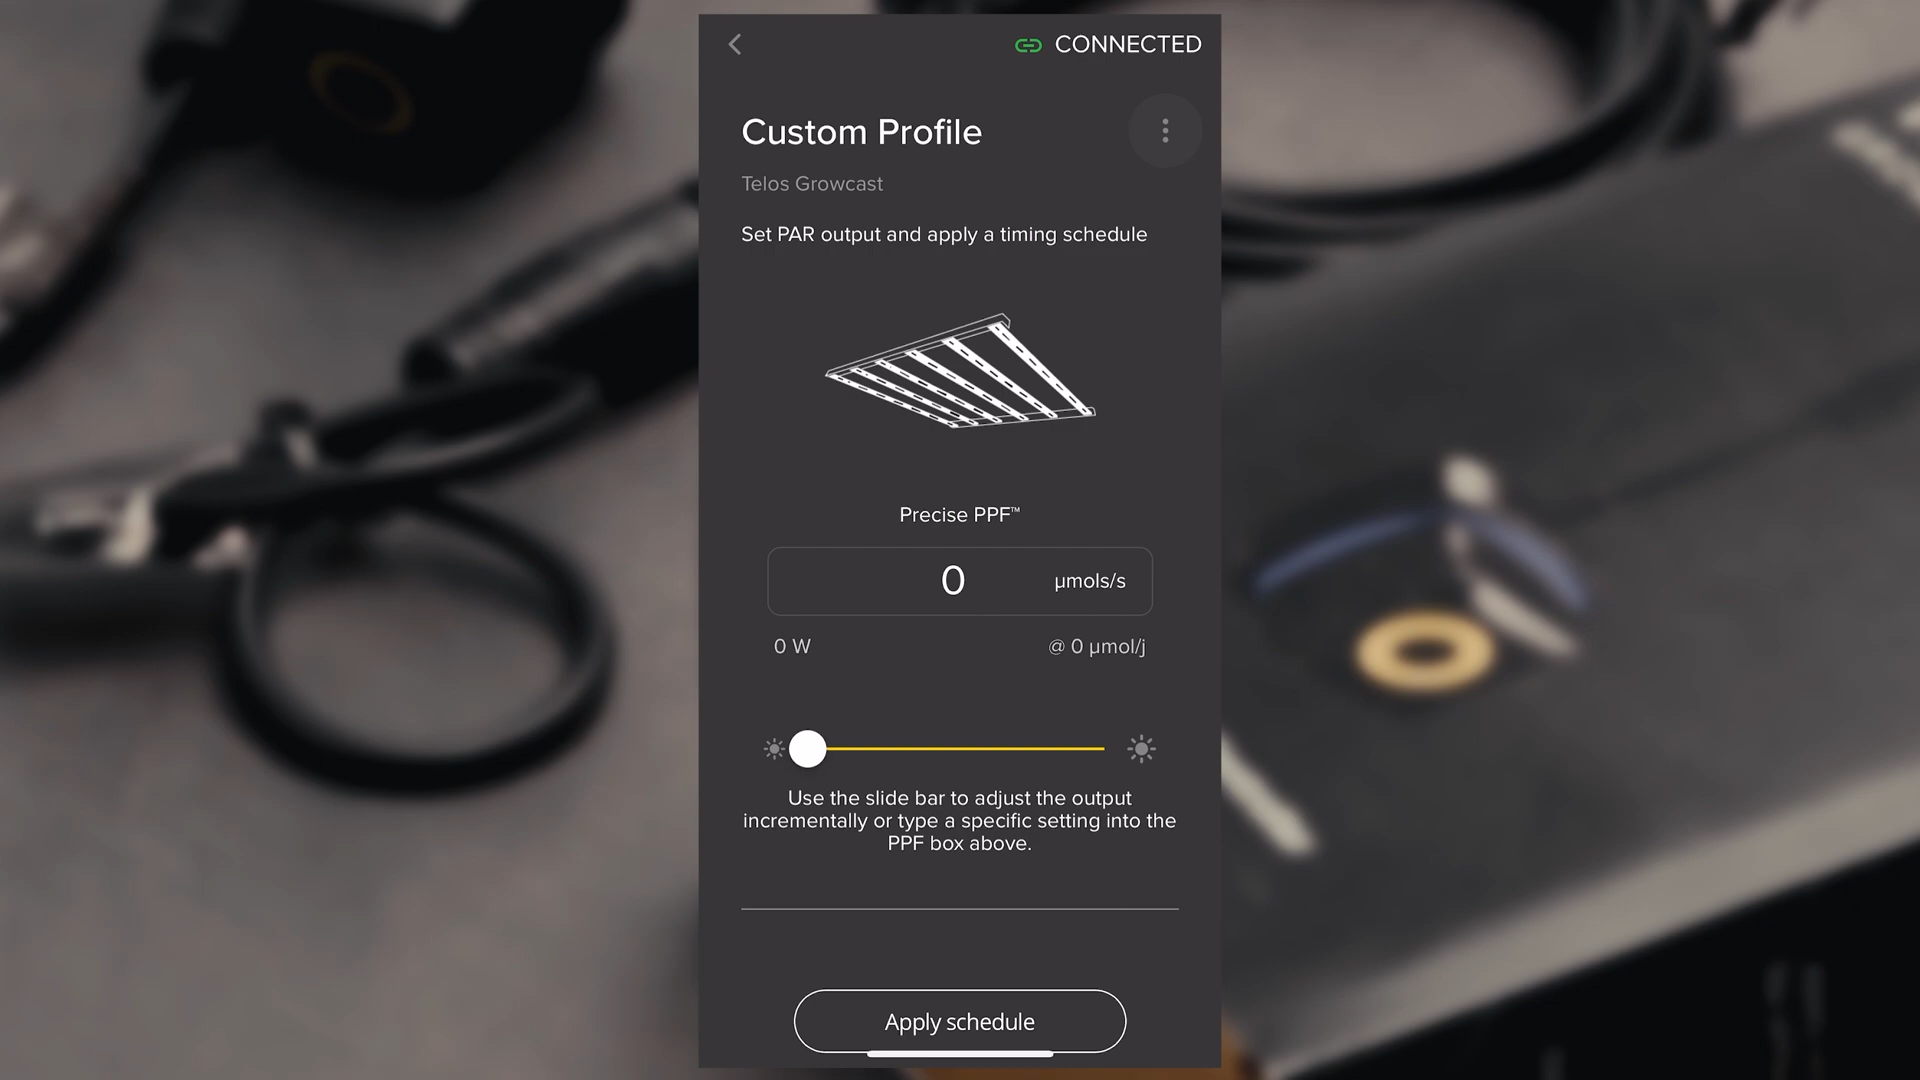 CONNECTED
Custom Profile
Telos Growcast
Set PAR output and apply a timing schedule
Precise PPF™
0 µmols/s
0 W @ 0 µmol/j
Use the slide bar to adjust the output
incrementally or type a specific setting into the
PPF box above.
Apply schedule